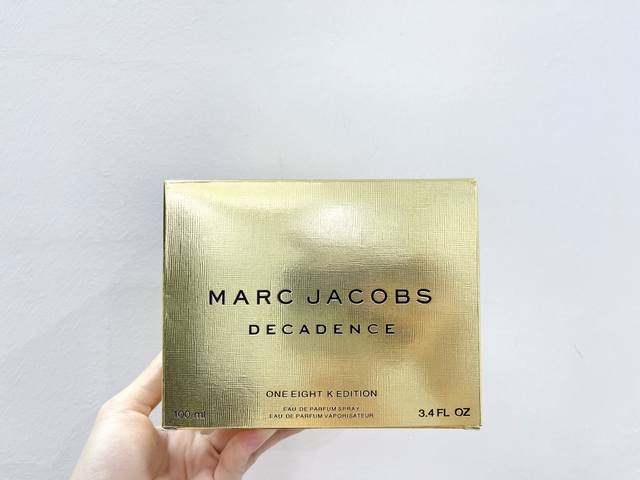 MARC JACOBS
DECADENCE
ONE EIGHT K EDITION
EAU DE PARFUM SPRAY
EAU DE PARFUM VAPORISATEUR
100 ml
3.4 FL OZ